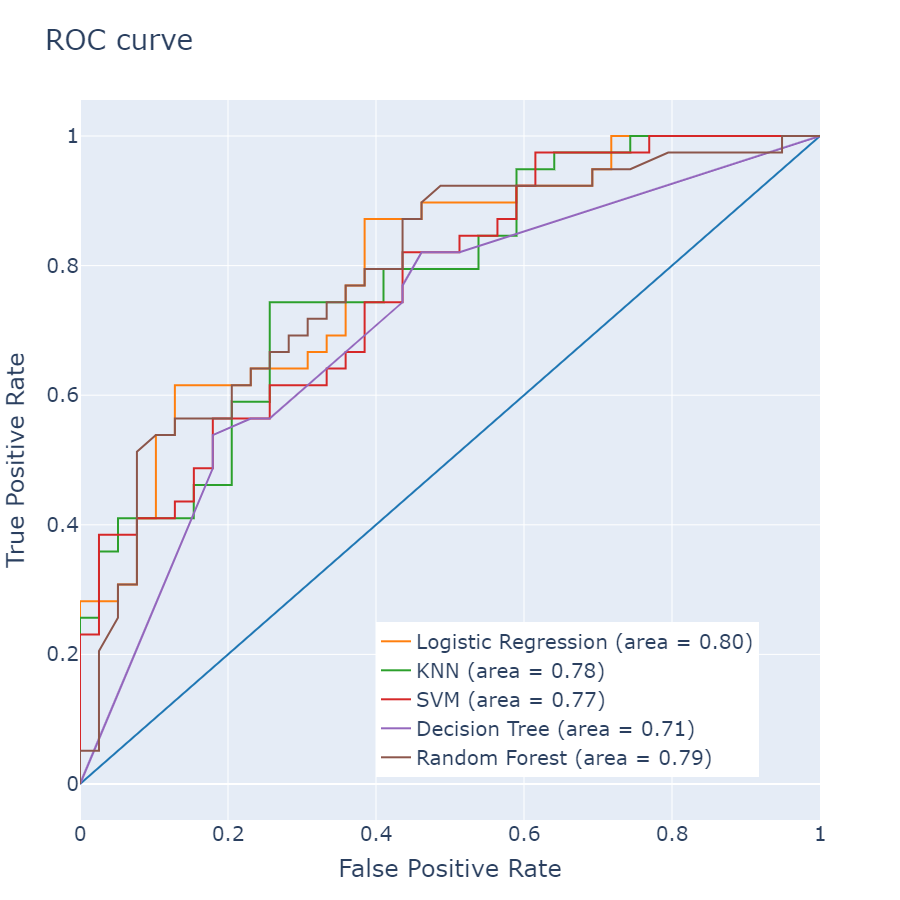 ROC curve
True Positive Rate
1
0.8
0.6
0.4
0.2
0
Logistic Regression (area = 0.80)
KNN (area = 0.78)
SVM (area = 0.77)
Decision Tree (area = 0.71)
Random Forest (area = 0.79)
0 0.2 0.4 0.6 0.8 1
False Positive Rate